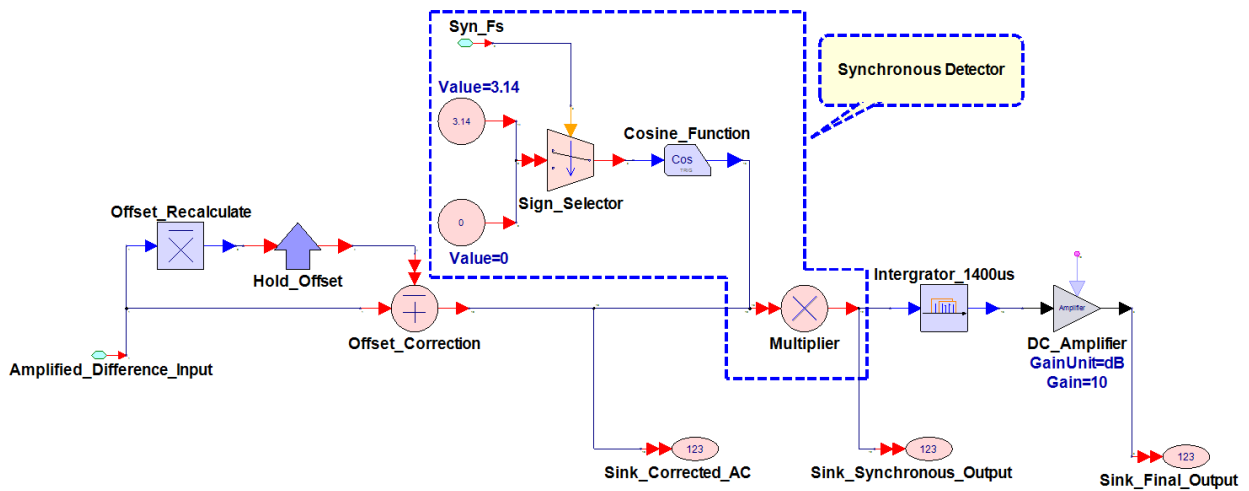 Syn_Fs
Synchronous Detector
Value=3.14
3.14
Cosine_Function
Cos
TRIG
Sign_Selector
Offset_Recalculate
0
Value=0
Hold_Offset
Intergrator_1400us
Amplifier
Offset_Correction
Multiplier
DC_Amplifier
GainUnit=dB
Gain=10
Amplified_Difference_Input
123
Sink_Corrected_AC
123
Sink_Synchronous_Output
123
Sink_Final_Output